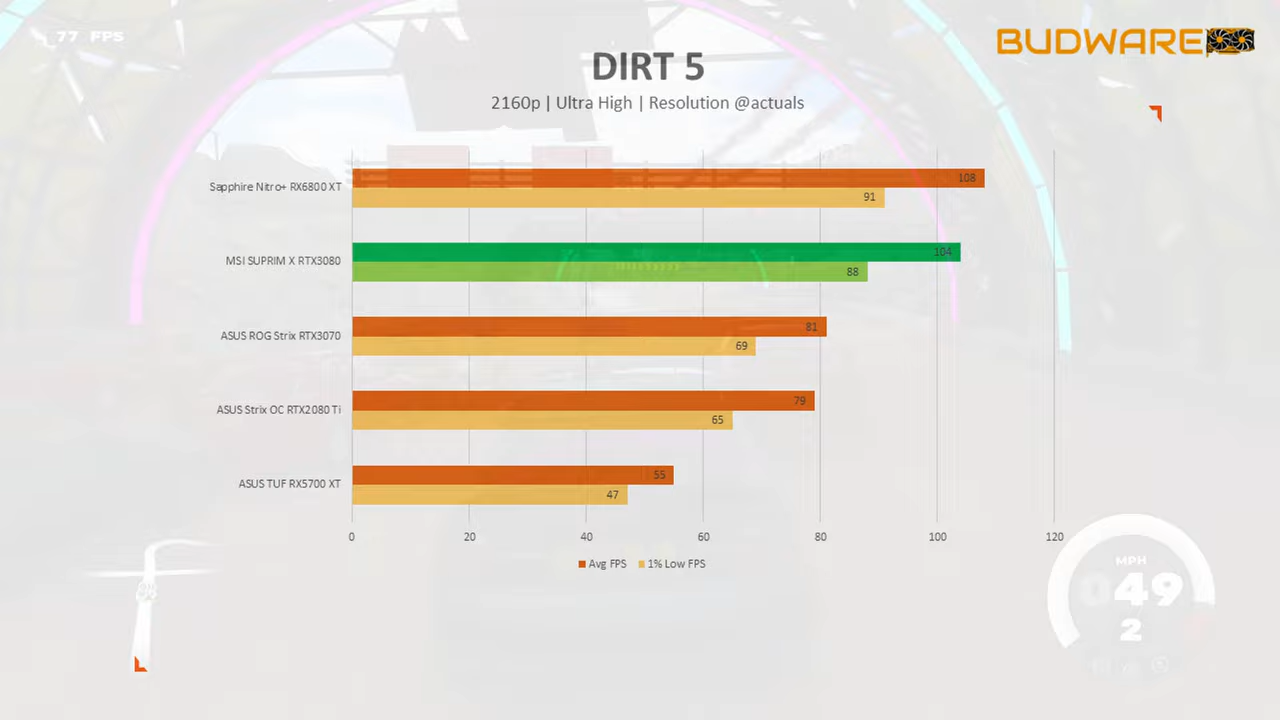 77 FPS
BUDWARE
DIRT 5
2160p | Ultra High | Resolution @actuals
Sapphire Nitro+ RX6800 XT
108
91
MSI SUPRIM X RTX3080
104
88
ASUS ROG Strix RTX3070
81
69
ASUS Strix OC RTX2080 Ti
79
65
ASUS TUF RX5700 XT
55
47
0 20 40 60 80 100 120
Avg FPS 1% Low FPS
MPH
049
2